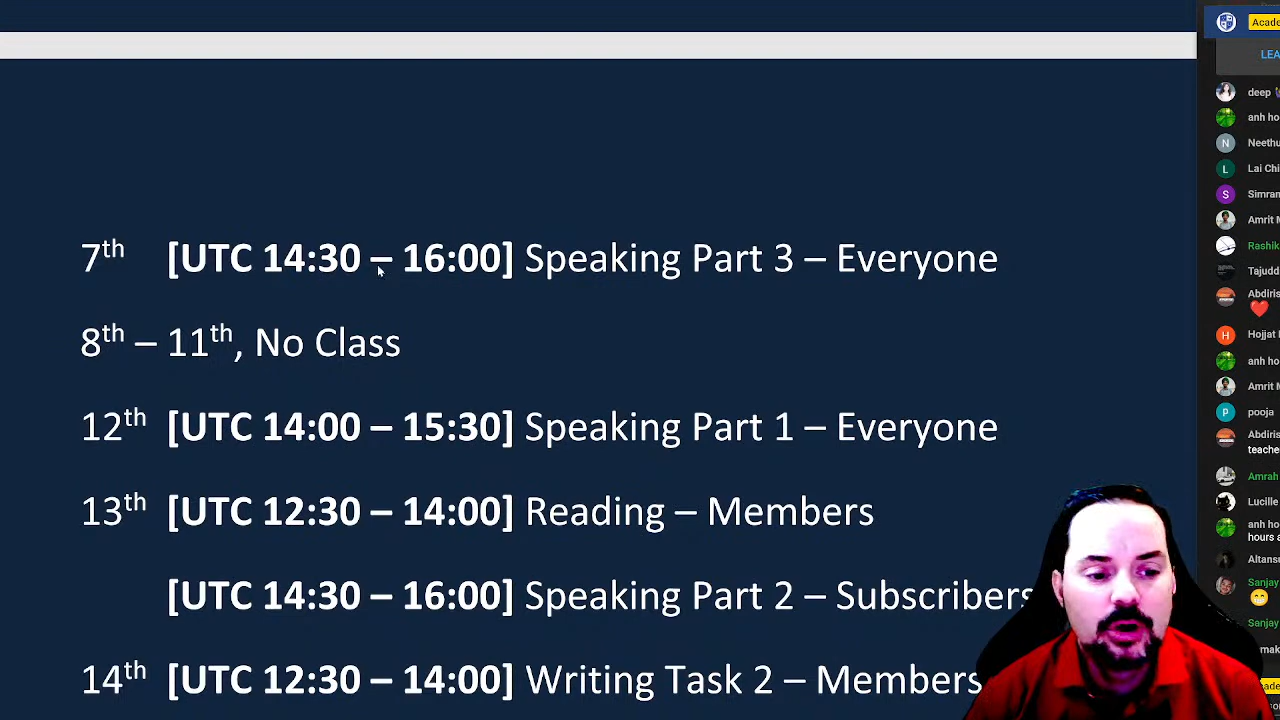 7th [UTC 14:30 – 16:00] Speaking Part 3 – Everyone
8th – 11th, No Class
12th [UTC 14:00 – 15:30] Speaking Part 1 – Everyone
13th [UTC 12:30 – 14:00] Reading – Members
[UTC 14:30 – 16:00] Speaking Part 2 – Subscribers
14th [UTC 12:30 – 14:00] Writing Task 2 – Members
Acade
LEA
deep
anh ho
N Neethu
L Lai Chi
S Simran
Amrit M
Rashik
Tajudd
Abdiris
H Hojjat
anh ho
Amrit M
p pooja
Abdiris
teache
Amrah
Lucille
anh ho
hours a
Altans
Sanjay
Sanjay
mak
Acade